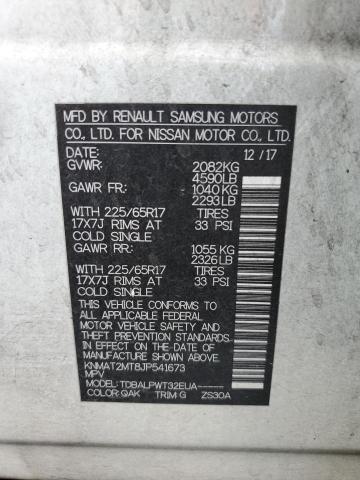 MFD BY RENAULT SAMSUNG MOTORS
CO., LTD. FOR NISSAN MOTOR CO., LTD.
DATE: 12 / 17
GVWR: 2082KG
4590LB
GAWR FR: 1040 KG
2293LB
WITH 225/65R17 TIRES
17X7J RIMS AT 33 PSI
COLD SINGLE
GAWR RR: 1055 KG
2326LB
WITH 225/65R17 TIRES
17X7J RIMS AT 33 PSI
COLD SINGLE
THIS VEHICLE CONFORMS TO
ALL APPLICABLE FEDERAL
MOTOR VEHICLE SAFETY AND
THEFT PREVENTION STANDARDS
IN EFFECT ON THE DATE OF
MANUFACTURE SHOWN ABOVE.
KNMAT2MT8JP541673
MPV
MODEL: TDBALPWT32EUA-----
COLOR: QAK TRIM G ZS30A